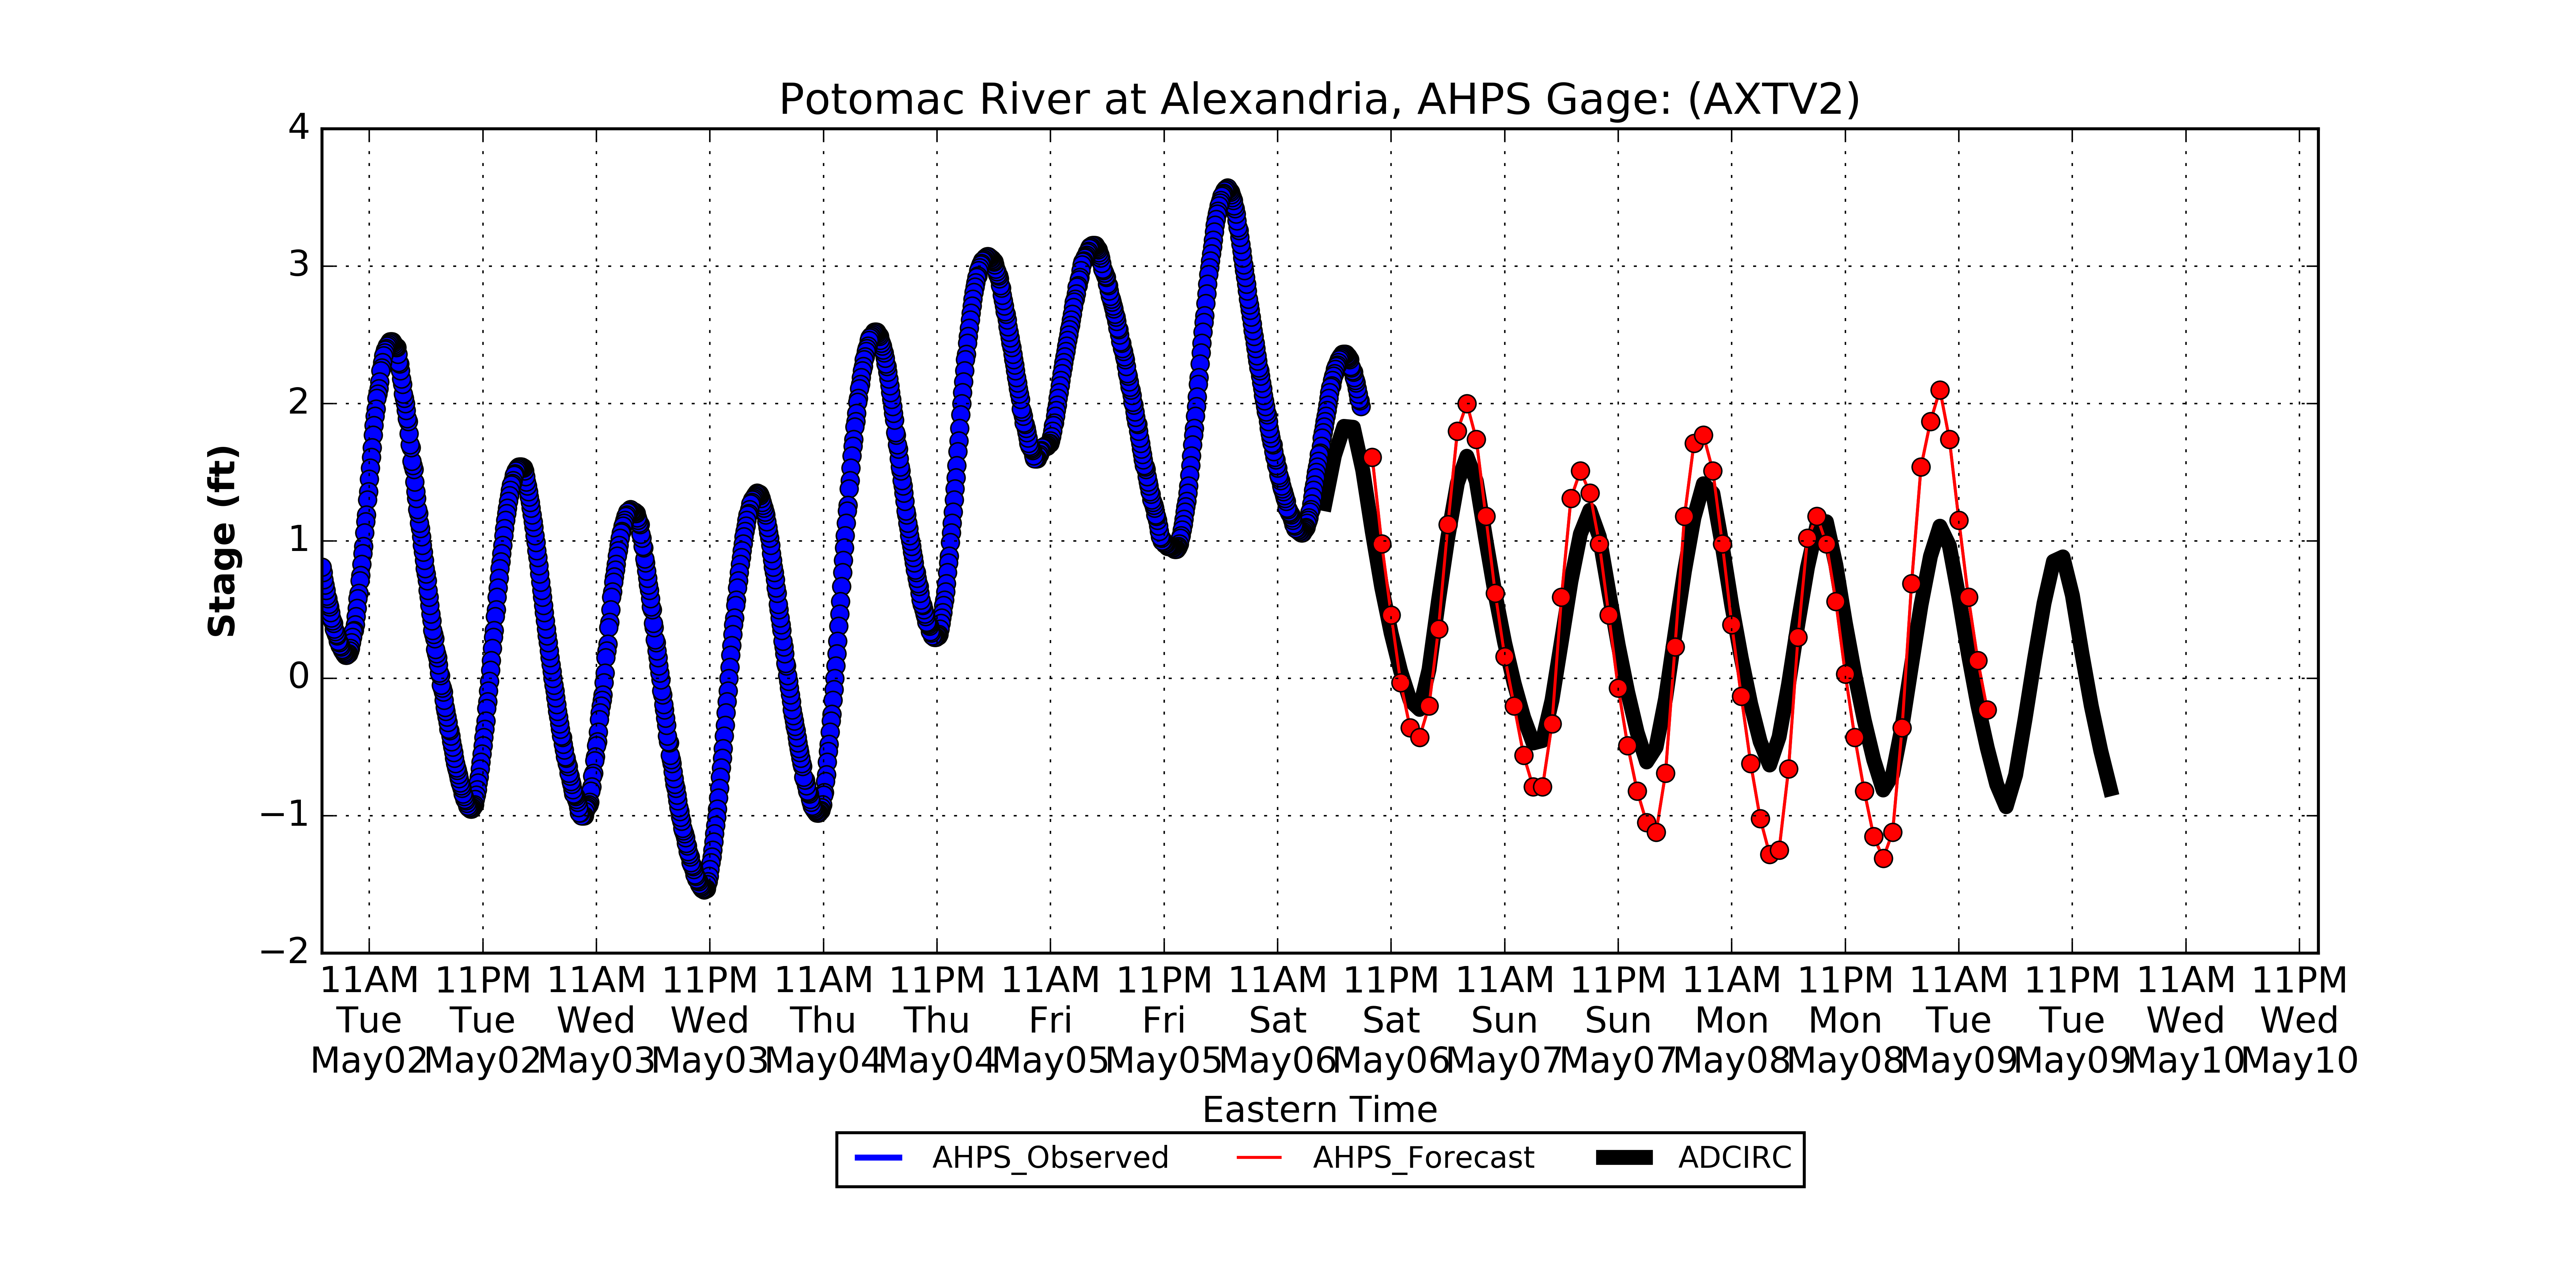 Potomac River at Alexandria, AHPS Gage: (AXTV2)
4
3
2
1
0
−1
−2
Stage (ft)
11AM 11PM 11AM 11PM 11AM 11PM 11AM 11PM 11AM 11PM 11AM 11PM 11AM 11PM 11AM 11PM 11AM 11PM
Tue Tue Wed Wed Thu Thu Fri Fri Sat Sat Sun Sun Mon Mon Tue Tue Wed Wed
May02 May02 May03 May03 May04 May04 May05 May05 May06 May06 May07 May07 May08 May08 May09 May09 May10 May10
Eastern Time
AHPS_Observed AHPS_Forecast ADCIRC